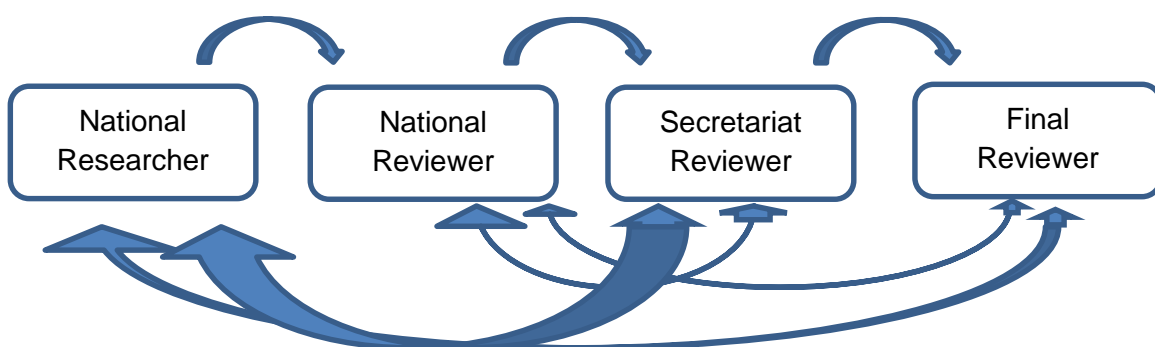 National
Researcher
National
Reviewer
Secretariat
Reviewer
Final
Reviewer